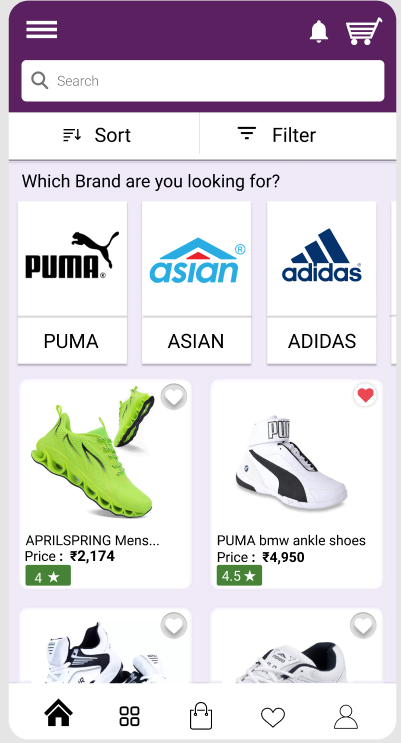 Search
Sort
Filter
Which Brand are you looking for?
PUMA®
asian®
adidas®
PUMA
ASIAN
ADIDAS
APRILSPRING Mens...
Price : ₹2,174
4
PUMA bmw ankle shoes
Price : ₹4,950
4.5